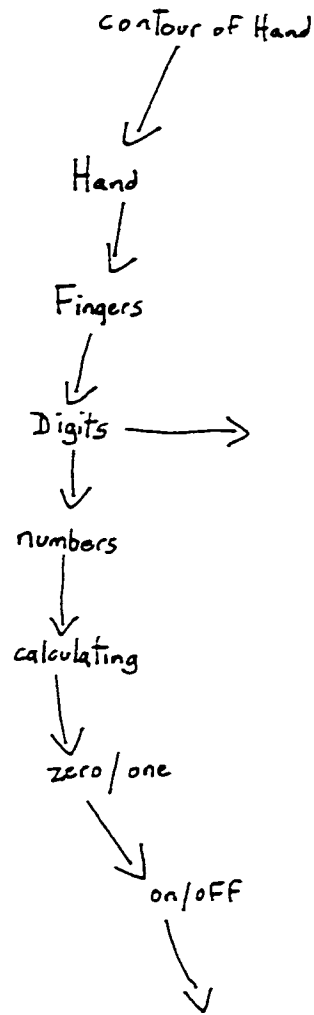 contour of Hand
Hand
Fingers
Digits
numbers
calculating
zero/one
on/oFF